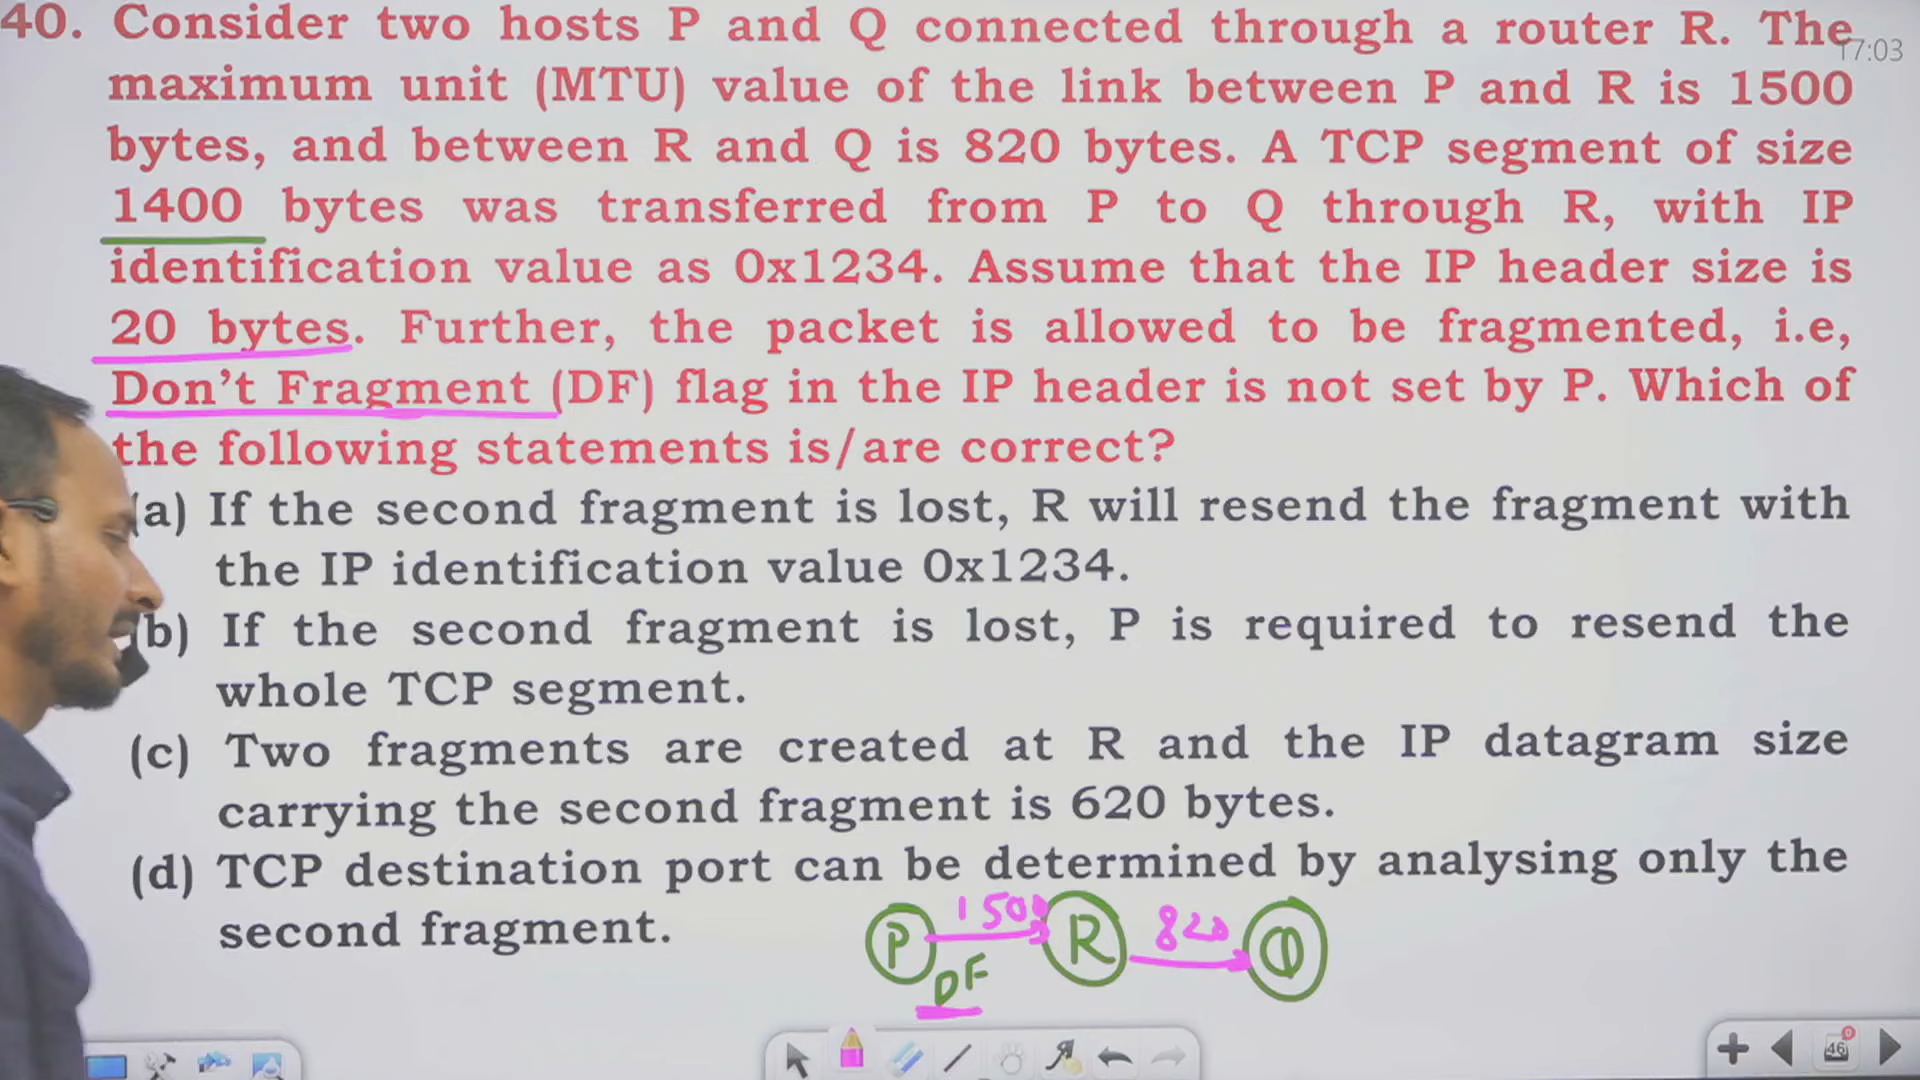 40. Consider two hosts P and Q connected through a router R. The
17:03
maximum unit (MTU) value of the link between P and R is 1500
bytes, and between R and Q is 820 bytes. A TCP segment of size
1400 bytes was transferred from P to Q through R, with IP
identification value as 0x1234. Assume that the IP header size is
20 bytes. Further, the packet is allowed to be fragmented, i.e,
Don't Fragment (DF) flag in the IP header is not set by P. Which of
the following statements is/are correct?
(a) If the second fragment is lost, R will resend the fragment with
the IP identification value 0x1234.
(b) If the second fragment is lost, P is required to resend the
whole TCP segment.
(c) Two fragments are created at R and the IP datagram size
carrying the second fragment is 620 bytes.
(d) TCP destination port can be determined by analysing only the
second fragment.
P 1500 R 820 Q
DF
46